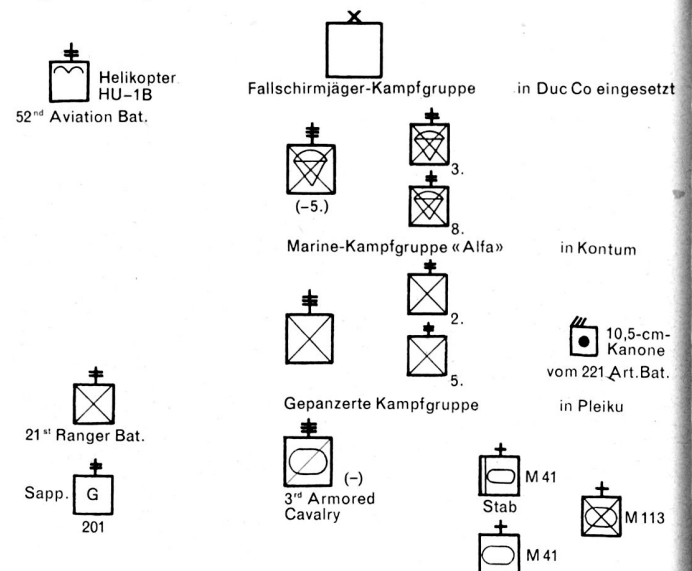 Helikopter
HU-1B
52nd Aviation Bat.
Fallschirmjäger-Kampfgruppe in Duc Co eingesetzt
3.
(-5.)
8.
Marine-Kampfgruppe «Alfa» in Kontum
2.
5.
10,5-cm-
Kanone
vom 221 Art. Bat.
Gepanzerte Kampfgruppe in Pleiku
21st Ranger Bat.
Sapp. G
201
(-)
3rd Armored
Cavalry
M 41
Stab
M 113
M 41